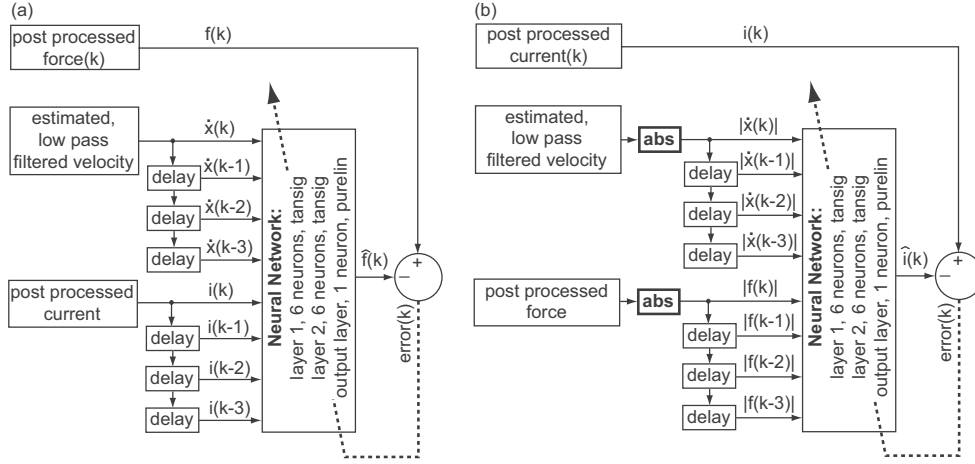 (a)
post processed
force(k)
f(k)
estimated,
low pass
filtered velocity
ẋ(k)
delay
ẋ(k-1)
delay
ẋ(k-2)
delay
ẋ(k-3)
post processed
current
i(k)
delay
i(k-1)
delay
i(k-2)
delay
i(k-3)
Neural Network:
layer 1, 6 neurons, tansig
layer 2, 6 neurons, tansig
output layer, 1 neuron, purelin
f̂(k)
+
−
error(k)
(b)
post processed
current(k)
i(k)
estimated,
low pass
filtered velocity
abs
|ẋ(k)|
delay
|ẋ(k-1)|
delay
|ẋ(k-2)|
delay
|ẋ(k-3)|
post processed
force
abs
|f(k)|
delay
|f(k-1)|
delay
|f(k-2)|
delay
|f(k-3)|
Neural Network:
layer 1, 6 neurons, tansig
layer 2, 6 neurons, tansig
output layer, 1 neuron, purelin
î(k)
+
−
error(k)